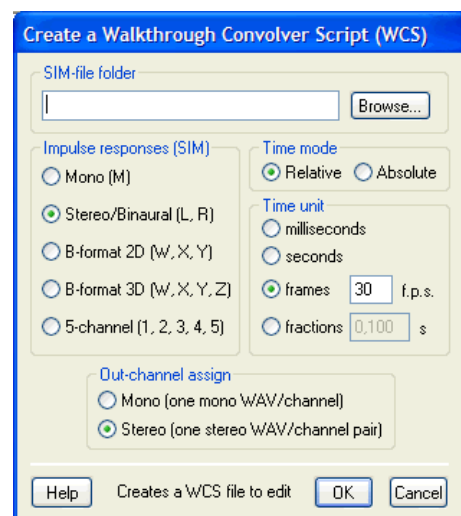 Create a Walkthrough Convolver Script (WCS)
SIM-file folder
Browse...
Impulse responses (SIM)
Mono (M)
Stereo/Binaural (L, R)
B-format 2D (W, X, Y)
B-format 3D (W, X, Y, Z)
5-channel (1, 2, 3, 4, 5)
Time mode
Relative Absolute
Time unit
milliseconds
seconds
frames 30 f.p.s.
fractions 0,100 s
Out-channel assign
Mono (one mono WAV/channel)
Stereo (one stereo WAV/channel pair)
Help Creates a WCS file to edit OK Cancel